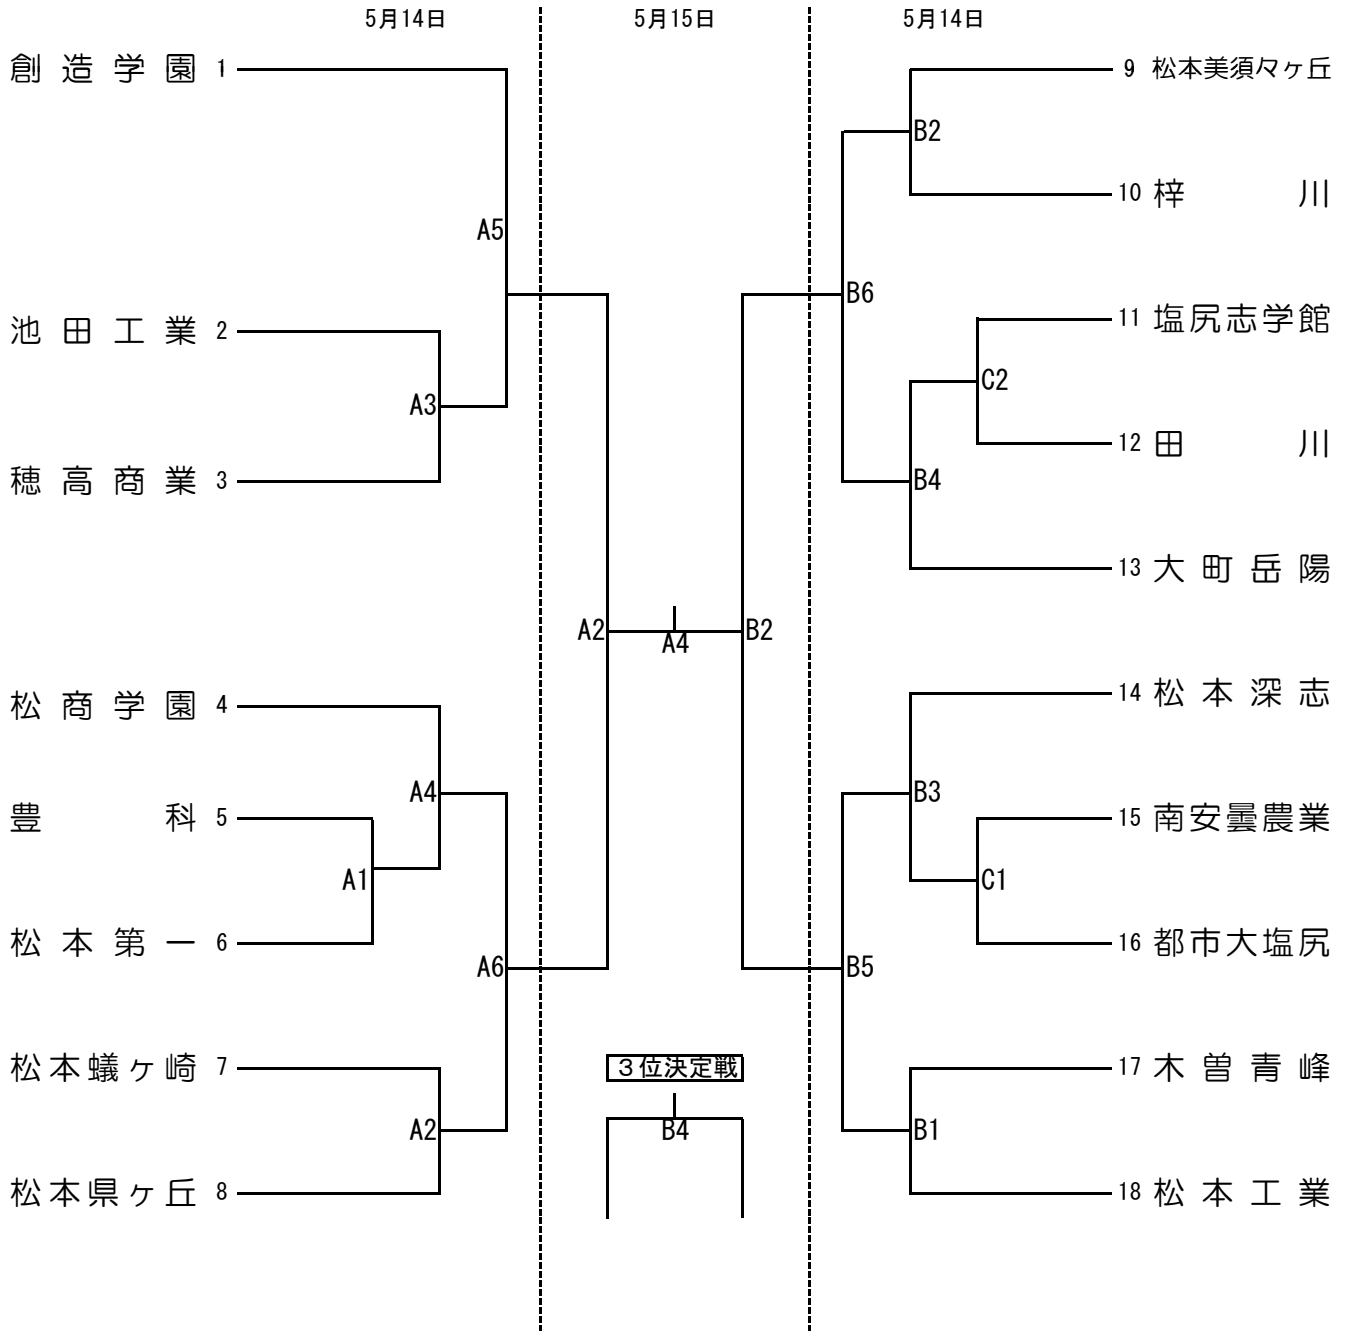 5月14日 5月15日 5月14日
創造学園 1
9 松本美須々ヶ丘
B2
10 梓川
A5
B6
11 塩尻志学館
池田工業 2
C2
A3
12 田川
穂高商業 3
B4
13 大町岳陽
A2 A4 B2
14 松本深志
松商学園 4
A4
B3
豊科 5
15 南安曇農業
A1
C1
松本第一 6
16 都市大塩尻
A6
B5
松本蟻ヶ崎 7
3位決定戦
17 木曽青峰
A2
B4
B1
松本県ヶ丘 8
18 松本工業